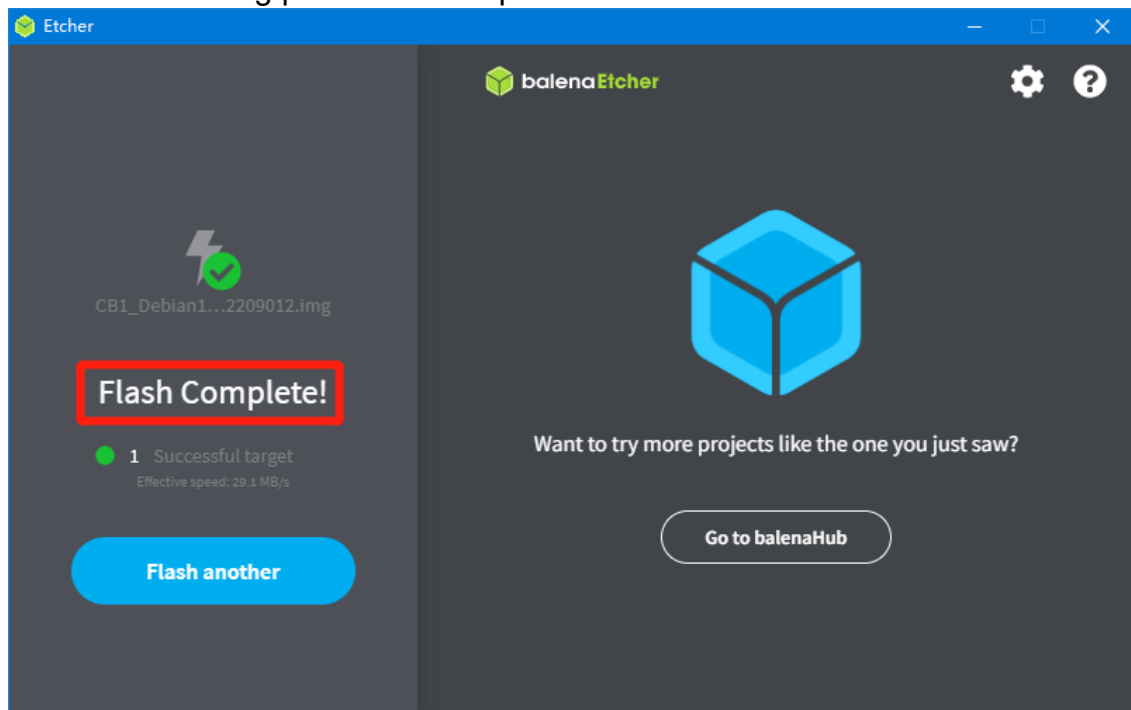 Etcher
balenaEtcher
CB1_Debian1...2209012.img
Flash Complete!
1 Successful target
Effective speed: 29.1 MB/s
Flash another
Want to try more projects like the one you just saw?
Go to balenaHub